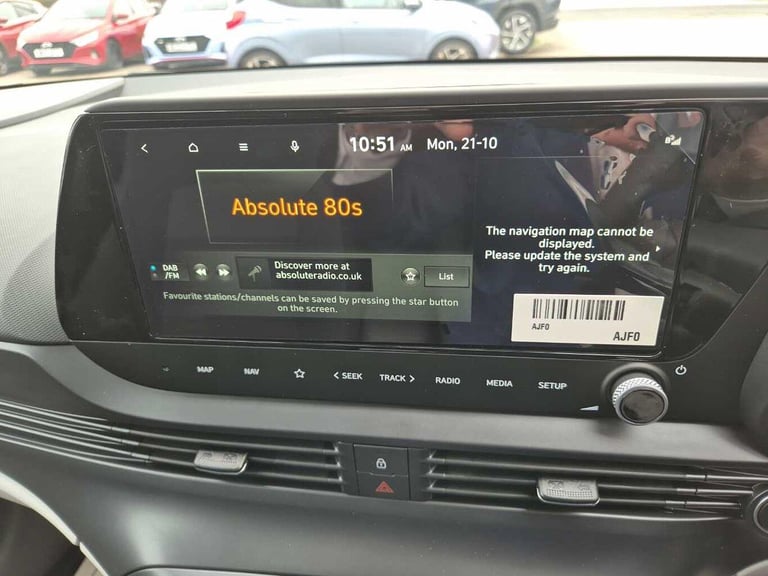 10:51 AM Mon, 21-10
Absolute 80s
DAB
/FM
Discover more at
absoluteradio.co.uk
List
Favourite stations/channels can be saved by pressing the star button
on the screen.
The navigation map cannot be
displayed.
Please update the system and
try again.
AJF0
AJF0
MAP NAV < SEEK TRACK > RADIO MEDIA SETUP